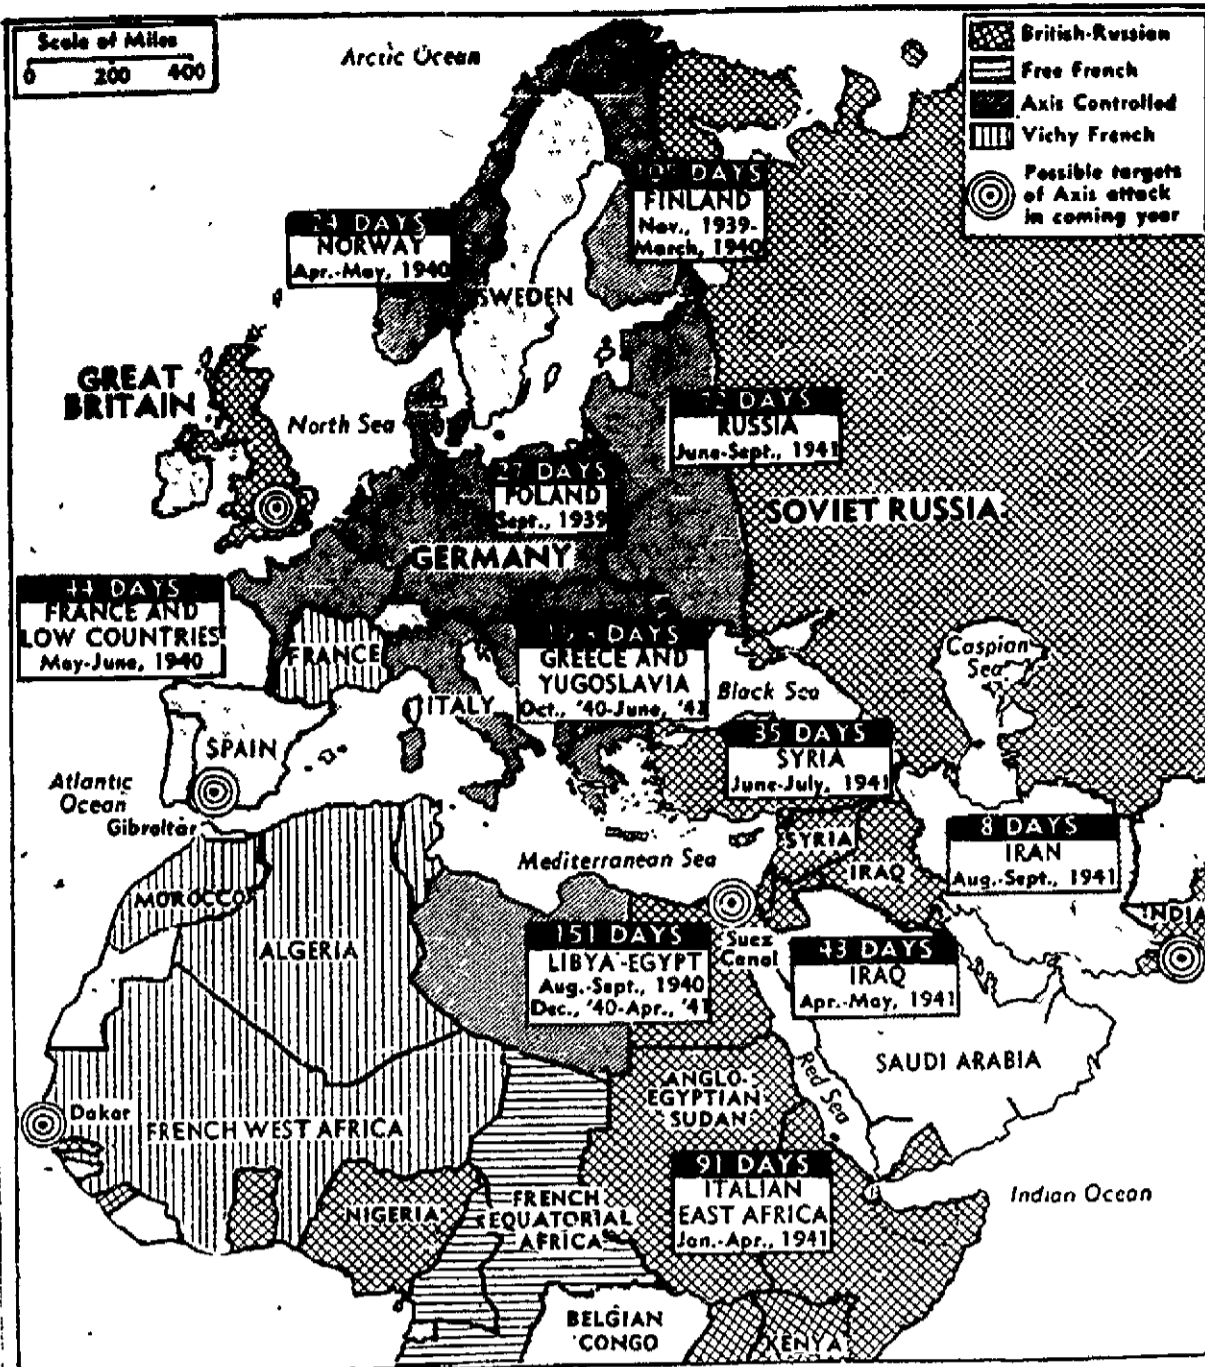 Scale of Miles
0 200 400
Arctic Ocean
British-Russian
Free French
Axis Controlled
Vichy French
Possible targets
of Axis attack
in coming year
DAYS
FINLAND
Nov., 1939-
March, 1940
24 DAYS
NORWAY
Apr.-May, 1940
SWEDEN
GREAT
BRITAIN
North Sea
DAYS
RUSSIA
June-Sept., 1941
27 DAYS
POLAND
Sept., 1939
SOVIET RUSSIA
GERMANY
44 DAYS
FRANCE AND
LOW COUNTRIES
May-June, 1940
FRANCE
DAYS
GREECE AND
YUGOSLAVIA
Oct., '40-June, '41
Caspian
Sea
Black Sea
ITALY
SPAIN
35 DAYS
SYRIA
June-July, 1941
Atlantic
Ocean
Gibraltar
8 DAYS
IRAN
Aug.-Sept., 1941
SYRIA
Mediterranean Sea
IRAQ
MOROCCO
INDIA
ALGERIA
151 DAYS
LIBYA-EGYPT
Aug.-Sept., 1940
Dec., '40-Apr., '41
Suez
Canal
43 DAYS
IRAQ
Apr.-May, 1941
SAUDI ARABIA
Red Sea
ANGLO-
EGYPTIAN
SUDAN
Dakar
FRENCH WEST AFRICA
91 DAYS
ITALIAN
EAST AFRICA
Jan.-Apr., 1941
Indian Ocean
NIGERIA
FRENCH
EQUATORIAL
AFRICA
BELGIAN
CONGO
KENYA